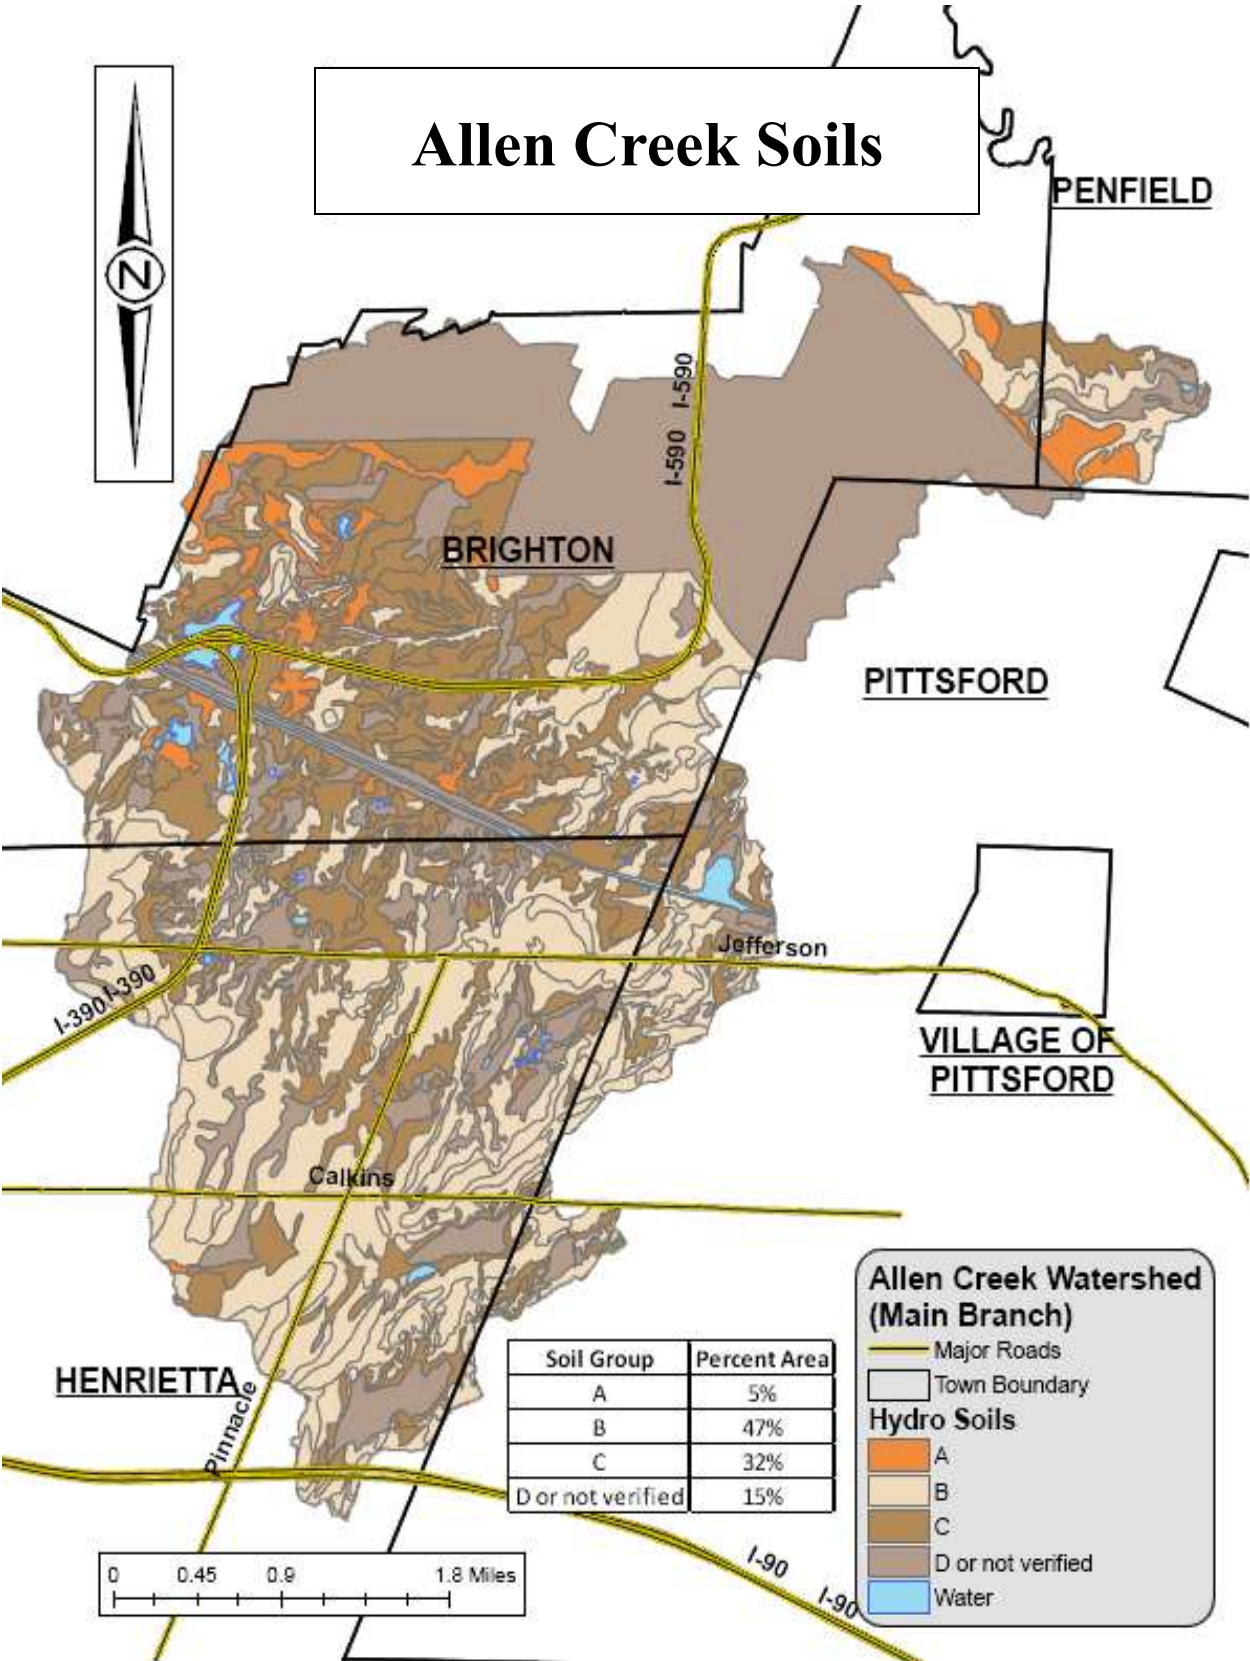 Allen Creek Soils
N
PENFIELD
I-590
I-590
BRIGHTON
PITTSFORD
Jefferson
I-390
I-390
VILLAGE OF
PITTSFORD
Calkins
HENRIETTA
Pinnacle
Soil Group Percent Area
A 5%
B 47%
C 32%
D or not verified 15%
Allen Creek Watershed
(Main Branch)
Major Roads
Town Boundary
Hydro Soils
A
B
C
D or not verified
Water
0 0.45 0.9 1.8 Miles
I-90
I-90